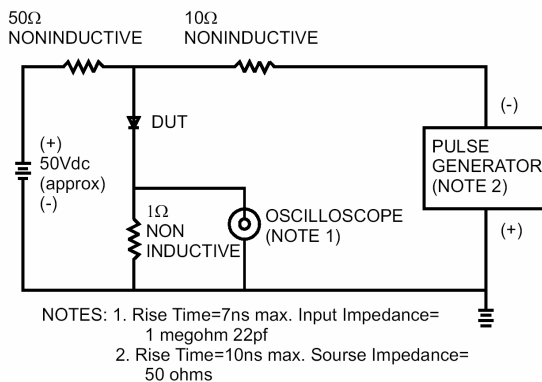 50Ω
NONINDUCTIVE
10Ω
NONINDUCTIVE
(+)
50Vdc
(approx)
(-)
DUT
1Ω
NON
INDUCTIVE
OSCILLOSCOPE
(NOTE 1)
(-)
PULSE
GENERATOR
(NOTE 2)
(+)
NOTES: 1. Rise Time=7ns max. Input Impedance=
1 megohm 22pf
2. Rise Time=10ns max. Sourse Impedance=
50 ohms